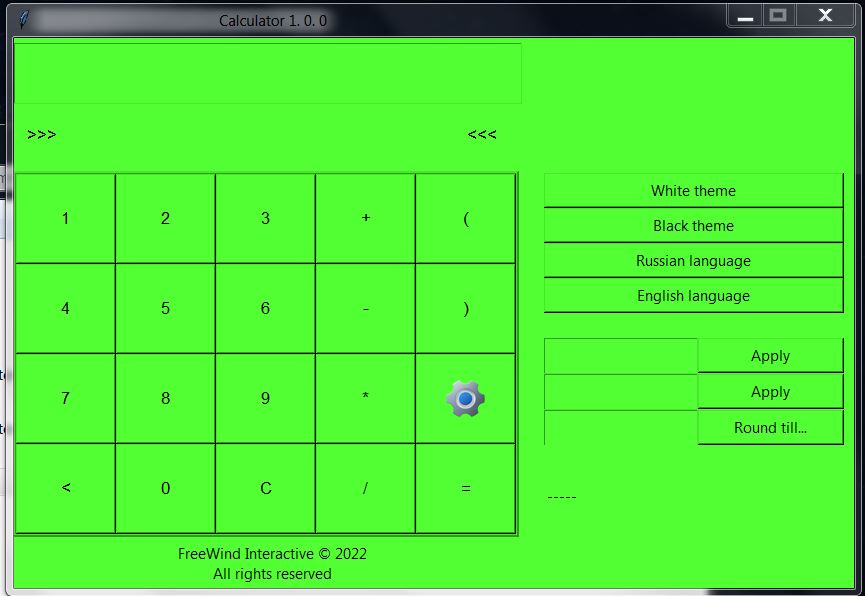 Calculator 1. 0. 0
>>> <<<
1 2 3 + (
4 5 6 - )
7 8 9 *
< 0 C / =
White theme
Black theme
Russian language
English language
Apply
Apply
Round till...
-----
FreeWind Interactive © 2022
All rights reserved